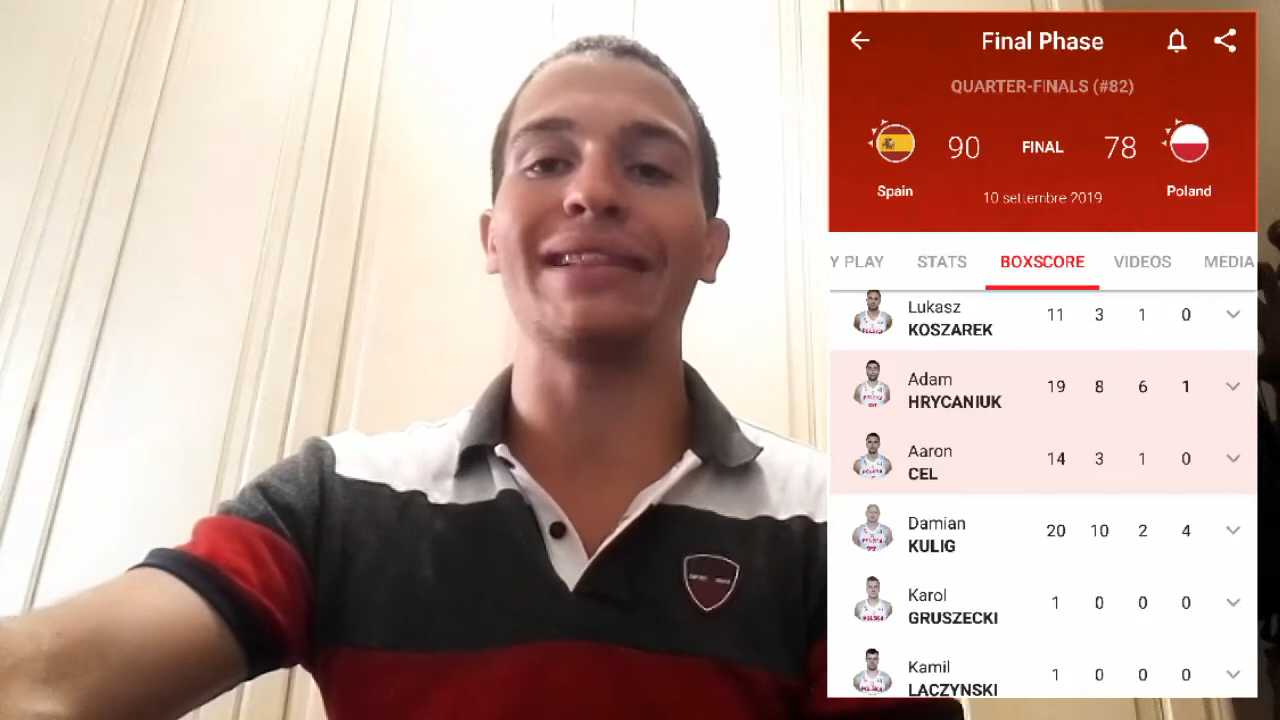 Final Phase
QUARTER-FINALS (#82)
90 FINAL 78
Spain Poland
10 settembre 2019
Y PLAY STATS BOXSCORE VIDEOS MEDIA
Lukasz
KOSZAREK 11 3 1 0
Adam
HRYCANIUK 19 8 6 1
Aaron
CEL 14 3 1 0
Damian
KULIG 20 10 2 4
Karol
GRUSZECKI 1 0 0 0
Kamil
LACZYNSKI 1 0 0 0